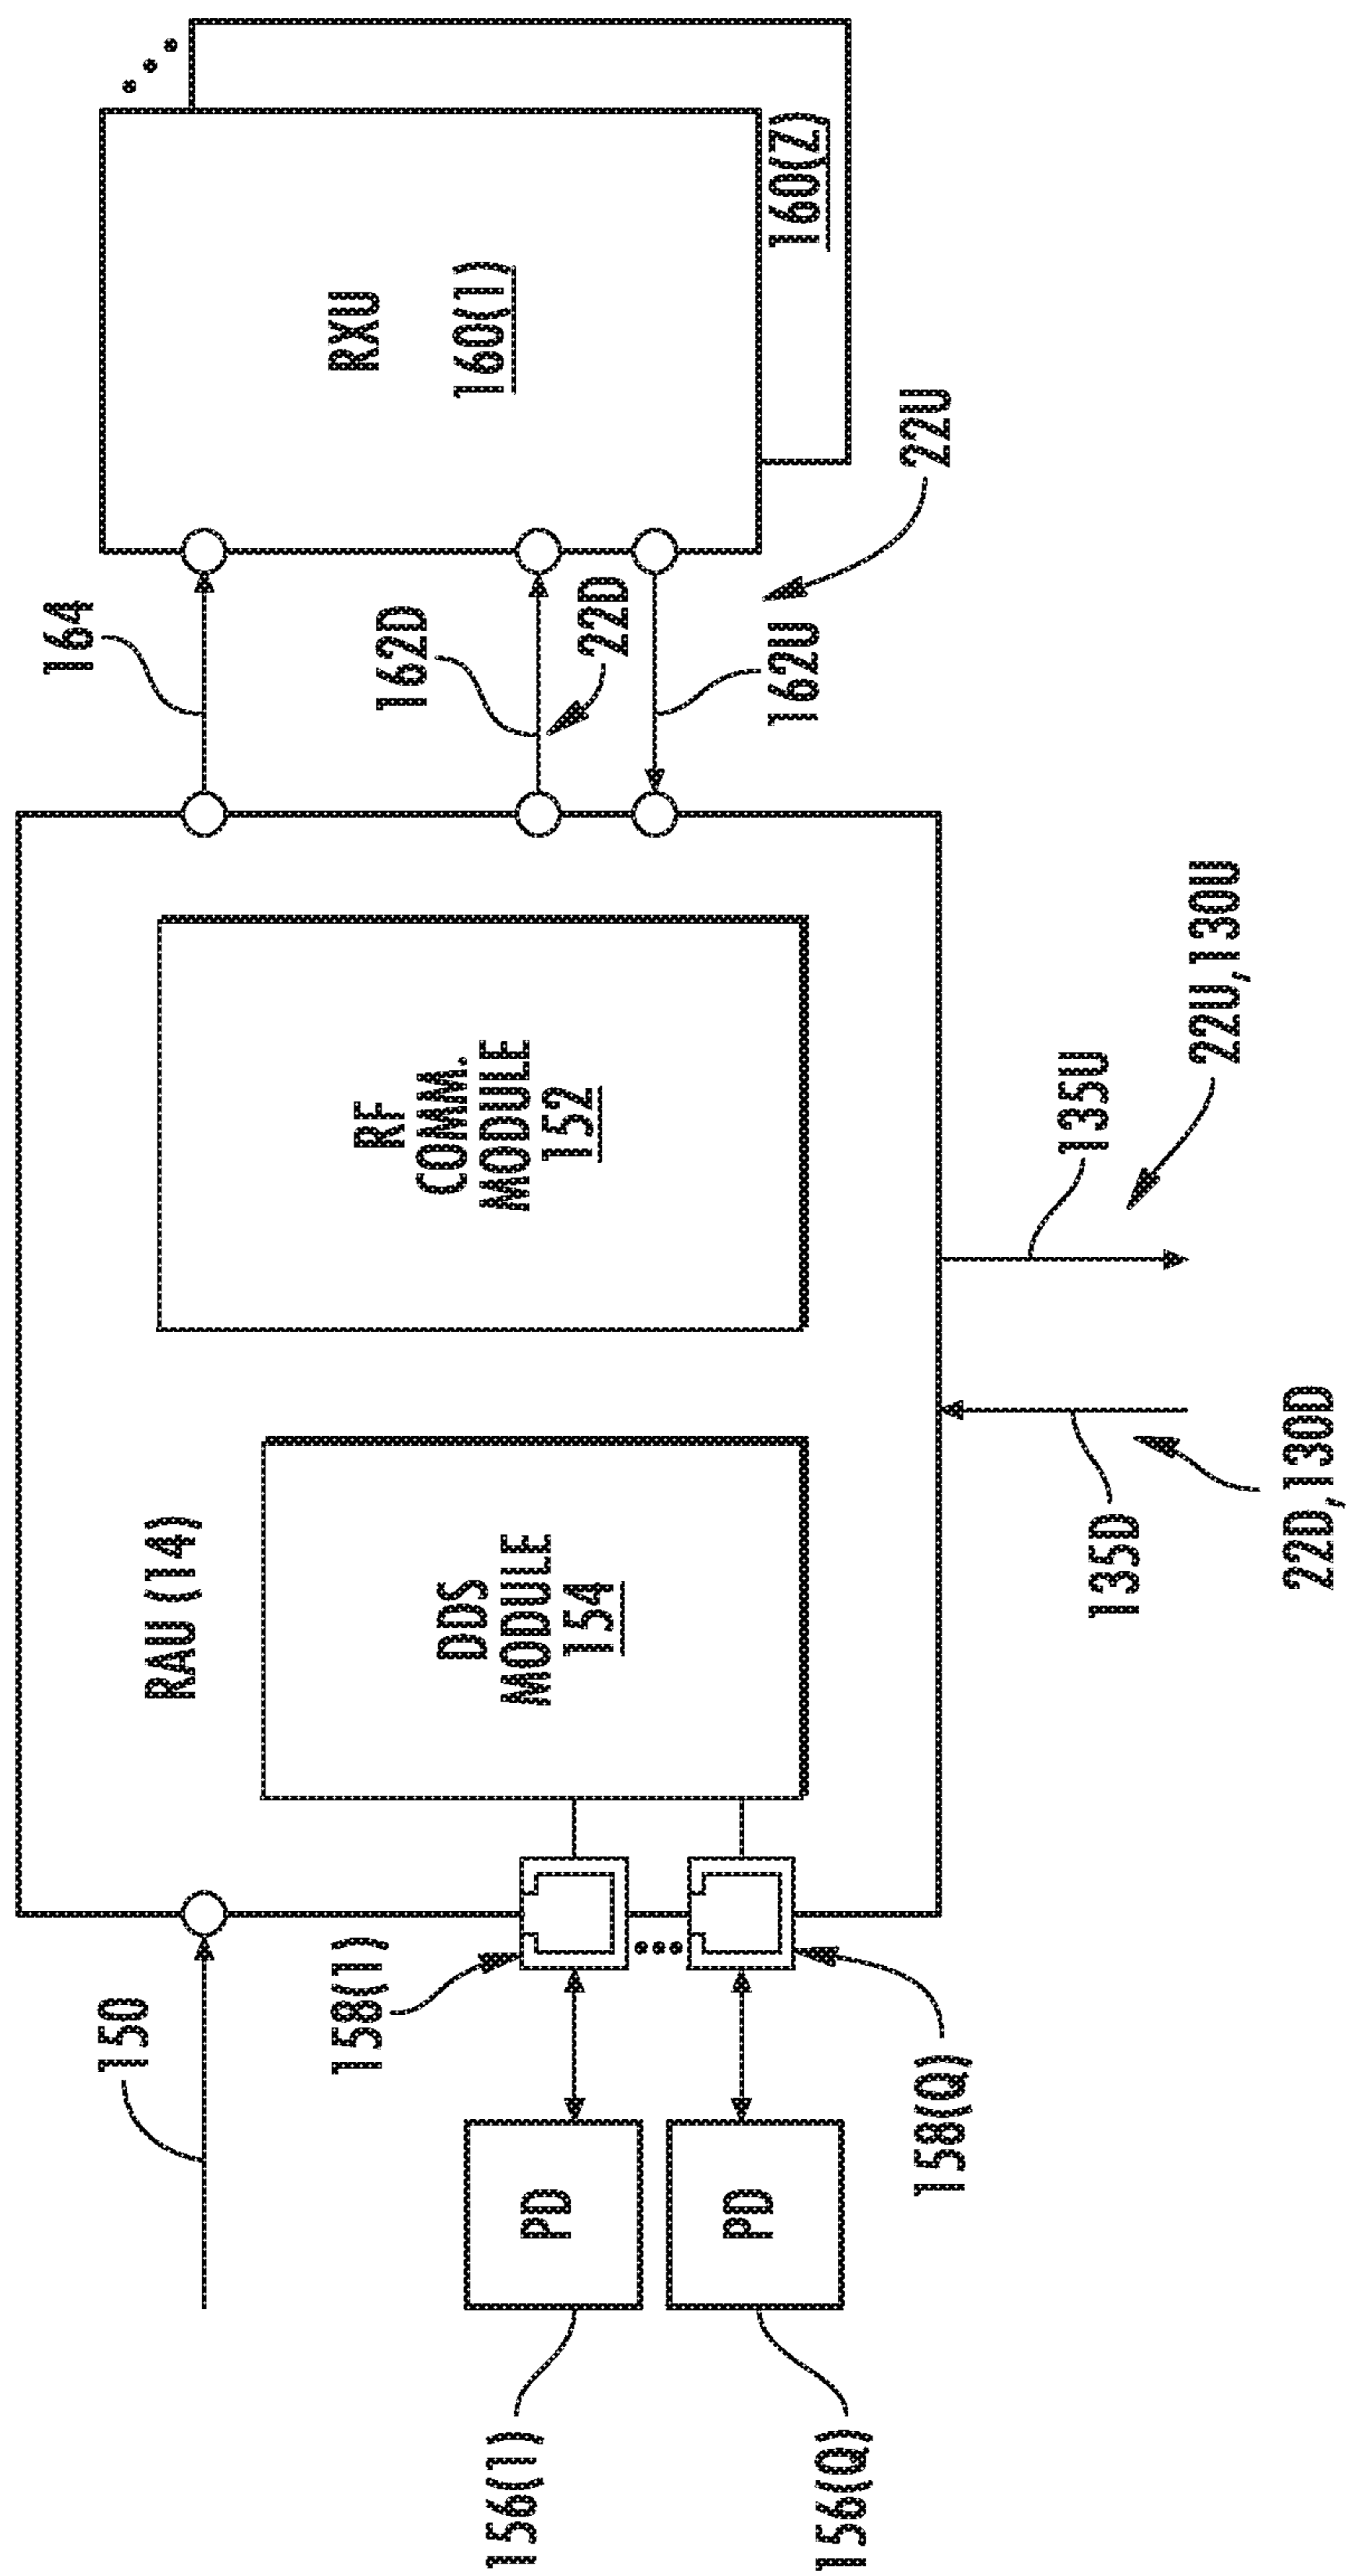 150
164
RAU (14)
158(1)
DDS
MODULE
154
RF
COMM.
MODULE
152
RXU
160(1)
160(Z)
162D
22D
162U
22U
PD
PD
156(1)
156(Q)
158(Q)
135D
22D,130D
135U
22U,130U